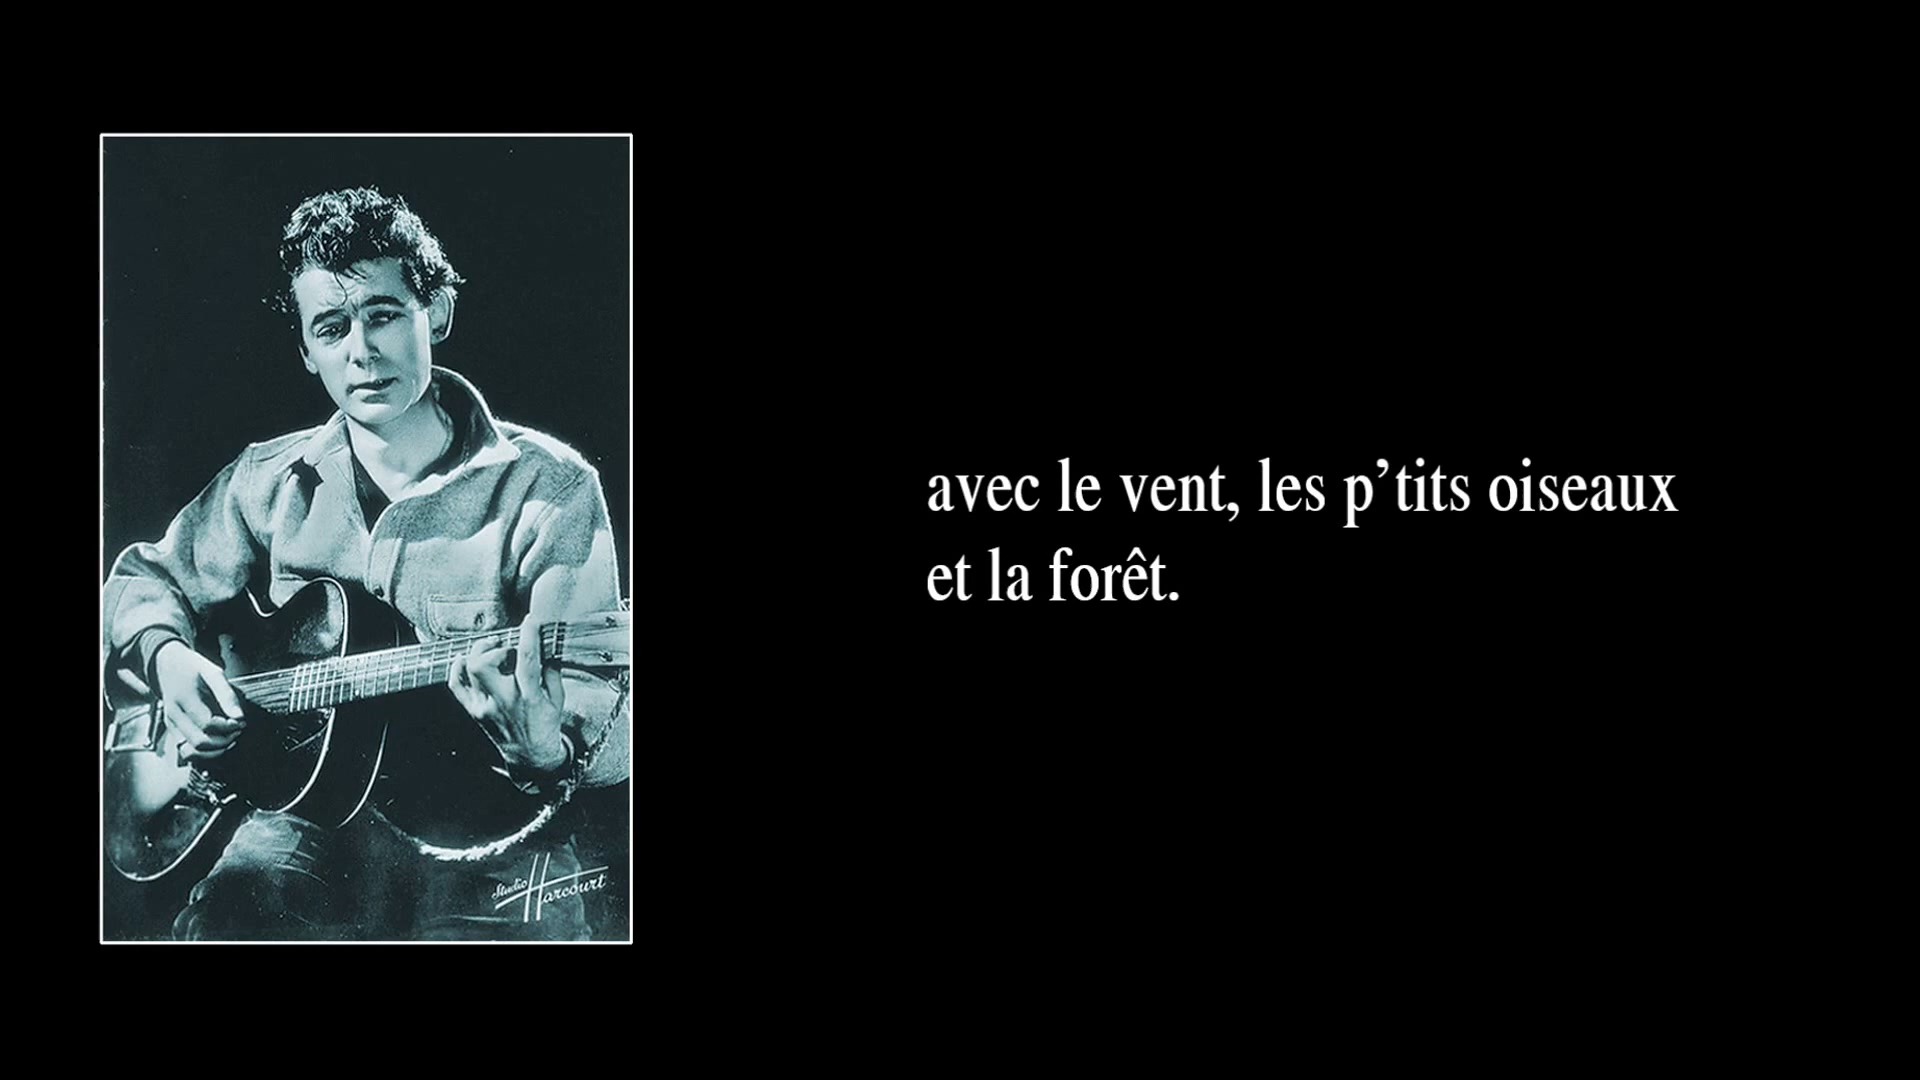 avec le vent, les p’tits oiseaux
et la forêt.
Studio Harcourt